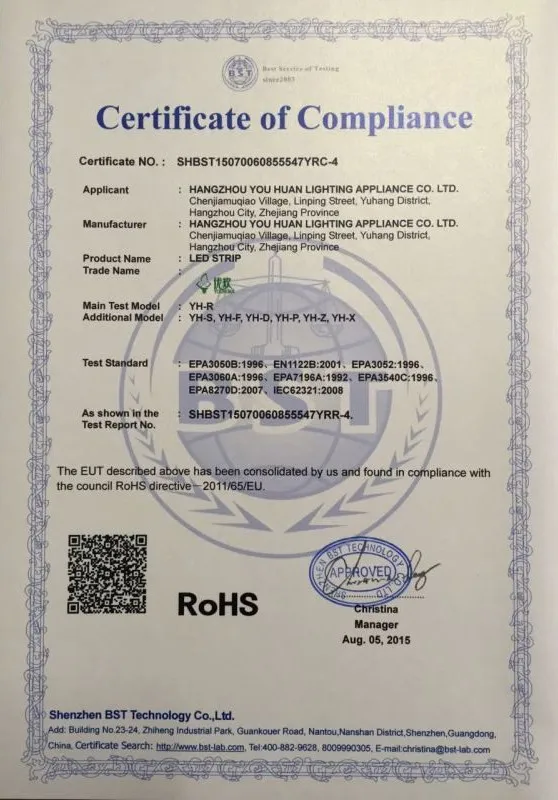 BST
Best Service of Testing
since2003
Certificate of Compliance
Certificate NO. : SHBST15070060855547YRC-4
Applicant : HANGZHOU YOU HUAN LIGHTING APPLIANCE CO. LTD.
Chenjiamuqiao Village, Linping Street, Yuhang District,
Hangzhou City, Zhejiang Province
Manufacturer : HANGZHOU YOU HUAN LIGHTING APPLIANCE CO. LTD.
Chenjiamuqiao Village, Linping Street, Yuhang District,
Hangzhou City, Zhejiang Province
Product Name : LED STRIP
Trade Name :
Main Test Model : YH-R
Additional Model : YH-S, YH-F, YH-D, YH-P, YH-Z, YH-X
Test Standard : EPA3050B:1996、EN1122B:2001、EPA3052:1996、
EPA3060A:1996、EPA7196A:1992、EPA3540C:1996、
EPA8270D:2007、IEC62321:2008
As shown in the : SHBST15070060855547YRR-4.
Test Report No.
BST
The EUT described above has been consolidated by us and found in compliance with
the council RoHS directive－2011/65/EU.
SHENZHEN BST TECHNOLOGY CO.,LTD
APPROVED
RoHS
Christina
Manager
Aug. 05, 2015
Shenzhen BST Technology Co.,Ltd.
Add: Building No.23-24, Zhiheng Industrial Park, Guankouer Road, Nantou,Nanshan District,Shenzhen,Guangdong,
China, Certificate Search: http://www.bst-lab.com, Tel:400-882-9628, 8009990305, E-mail:christina@bst-lab.com